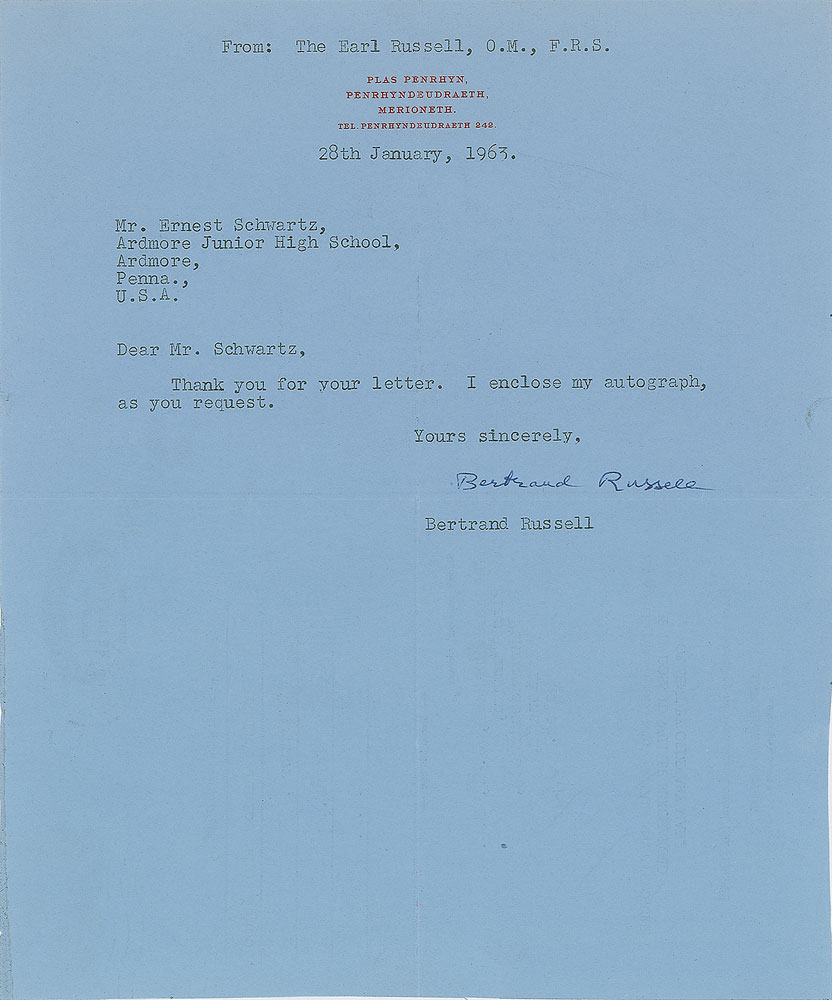 From: The Earl Russell, O.M., F.R.S.
PLAS PENRHYN,
PENRHYNDEUDRAETH,
MERIONETH.
TEL. PENRHYNDEUDRAETH 242.
28th January, 1963.
Mr. Ernest Schwartz,
Ardmore Junior High School,
Ardmore,
Penna.,
U.S.A.
Dear Mr. Schwartz,
Thank you for your letter. I enclose my autograph,
as you request.
Yours sincerely,
Bertrand Russell
Bertrand Russell